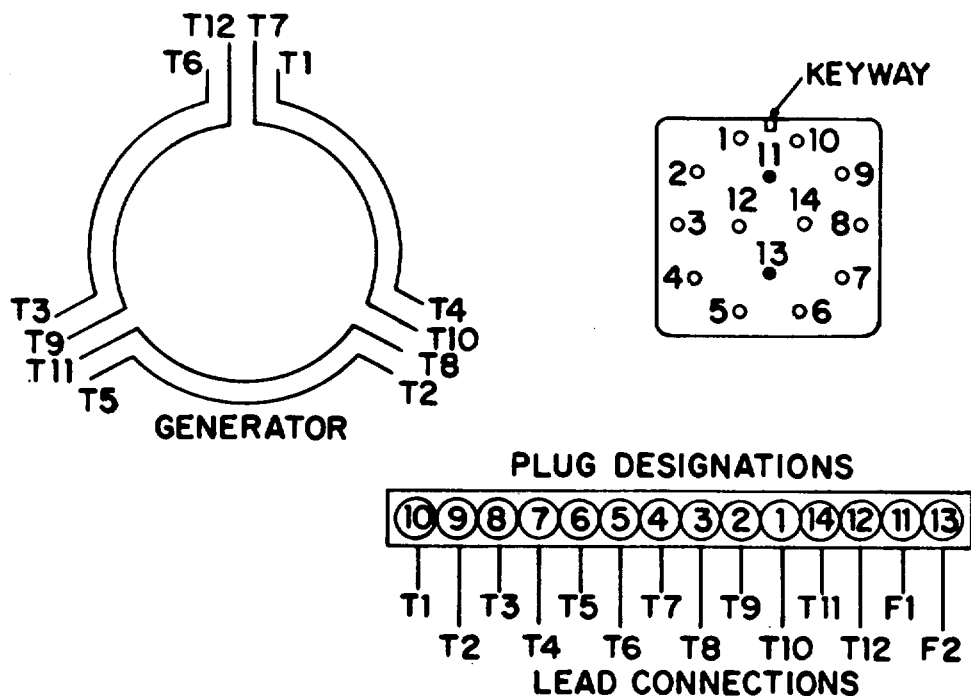 T12 T7
T6 T1
KEYWAY
1 10
11
2 9
12 14
3 8
13
4 7
5 6
T3 T4
T9 T10
T11 T8
T5 T2
GENERATOR
PLUG DESIGNATIONS
10 9 8 7 6 5 4 3 2 1 14 12 11 13
T1 T3 T5 T7 T9 T11 F1
T2 T4 T6 T8 T10 T12 F2
LEAD CONNECTIONS